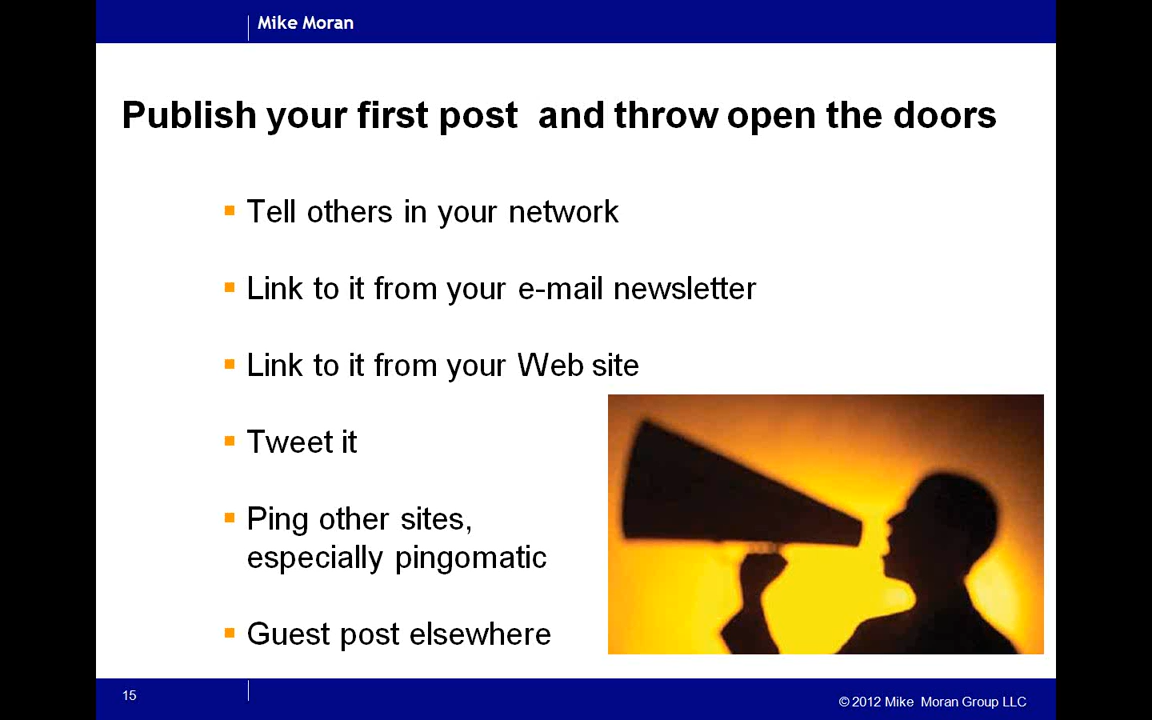 Mike Moran
Publish your first post  and throw open the doors
▪ Tell others in your network
▪ Link to it from your e-mail newsletter
▪ Link to it from your Web site
▪ Tweet it
▪ Ping other sites,
especially pingomatic
▪ Guest post elsewhere
15
© 2012 Mike  Moran Group LLC